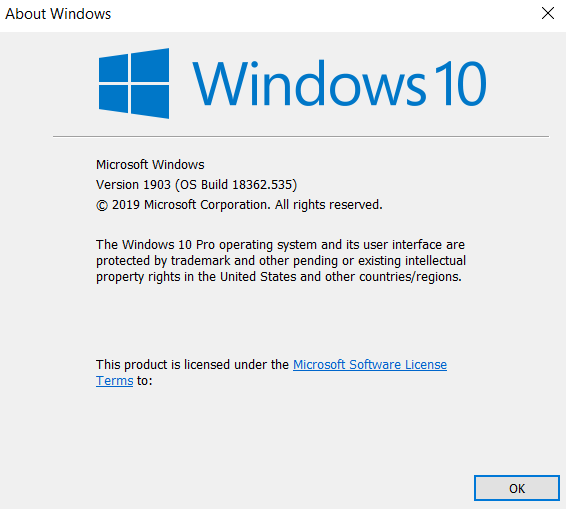 About Windows
Windows 10
Microsoft Windows
Version 1903 (OS Build 18362.535)
© 2019 Microsoft Corporation. All rights reserved.
The Windows 10 Pro operating system and its user interface are
protected by trademark and other pending or existing intellectual
property rights in the United States and other countries/regions.
This product is licensed under the Microsoft Software License
Terms to:
OK